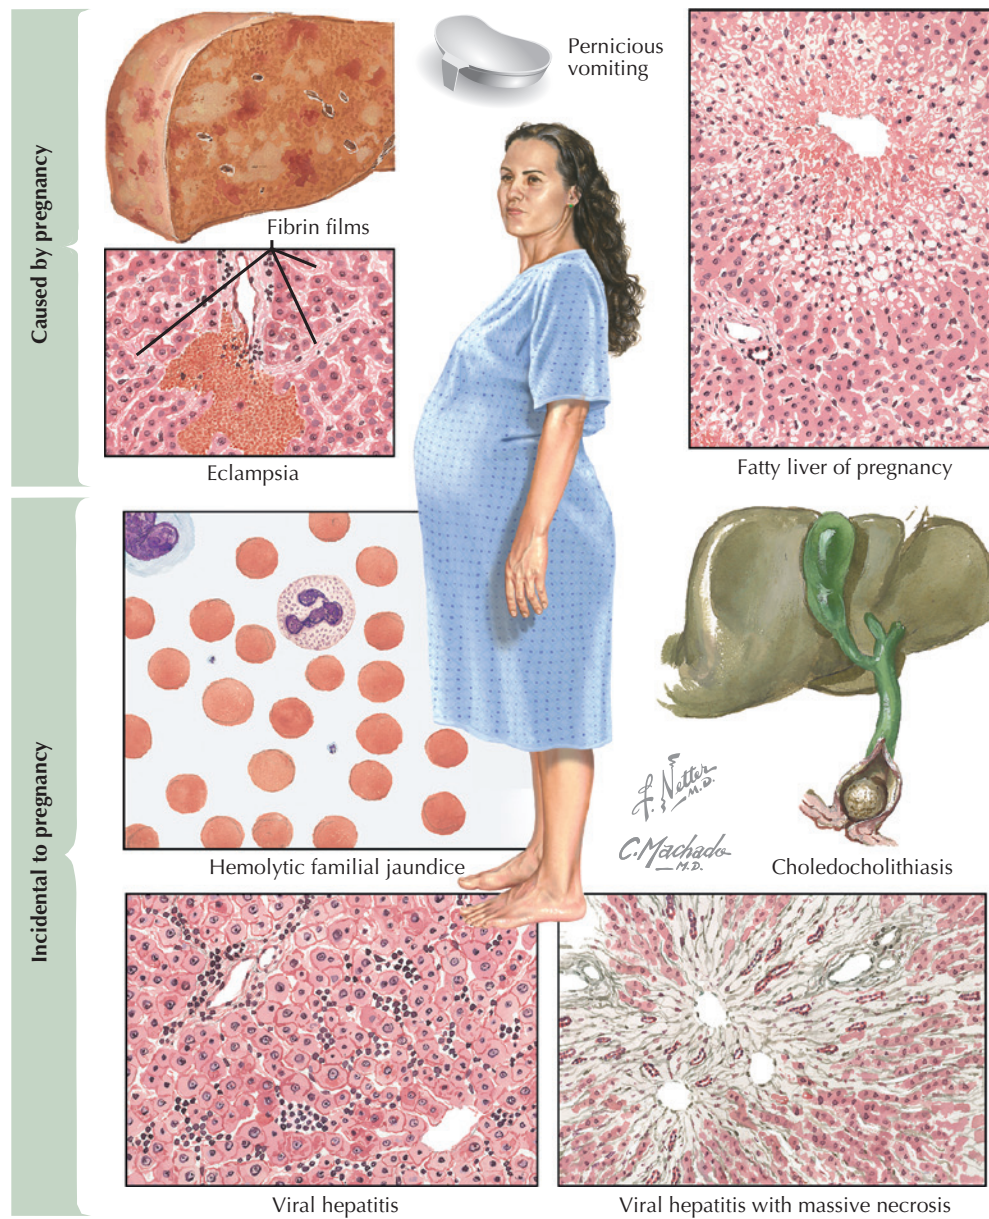 Caused by pregnancy
Pernicious
vomiting
Fibrin films
Eclampsia
Fatty liver of pregnancy
Incidental to pregnancy
Hemolytic familial jaundice
F. Netter
M.D.
C. Machado
M.D.
Choledocholithiasis
Viral hepatitis
Viral hepatitis with massive necrosis